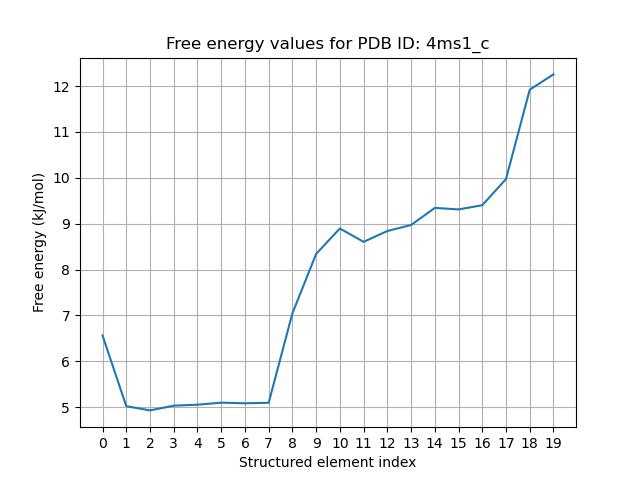 Free energy values for PDB ID: 4ms1_c
Free energy (kJ/mol)
12
11
10
9
8
7
6
5
0 1 2 3 4 5 6 7 8 9 10 11 12 13 14 15 16 17 18 19
Structured element index